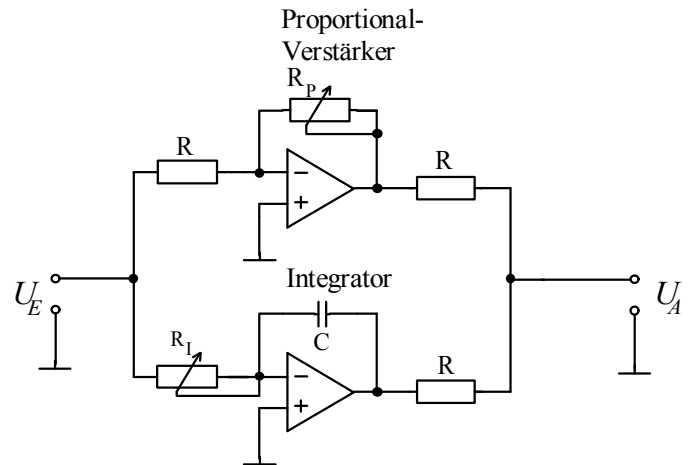 Proportional-
Verstärker
R_P
R
R
−
+
U_E
Integrator
U_A
R_I
C
R
−
+